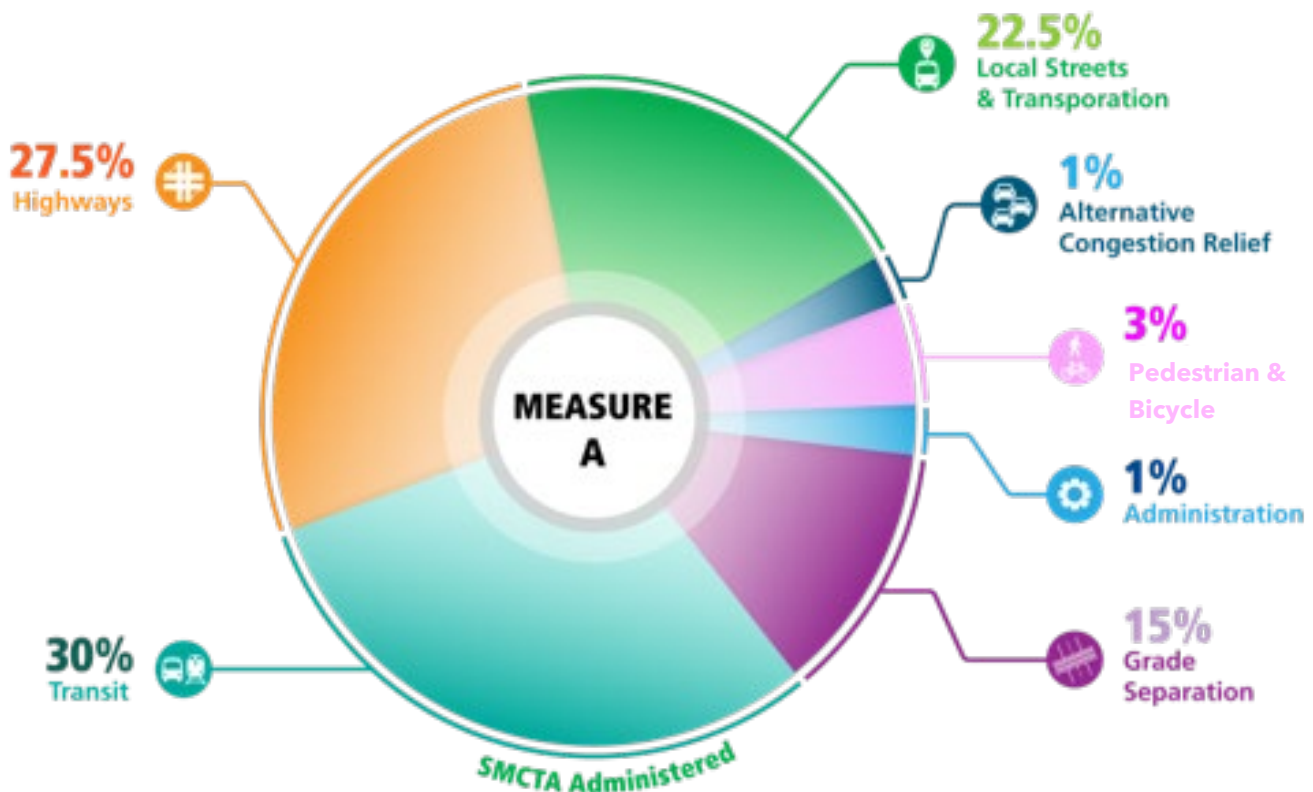 22.5%
Local Streets
& Transporation
27.5%
Highways
1%
Alternative
Congestion Relief
3%
Pedestrian &
Bicycle
MEASURE
A
1%
Administration
15%
Grade
Separation
30%
Transit
SMCTA Administered